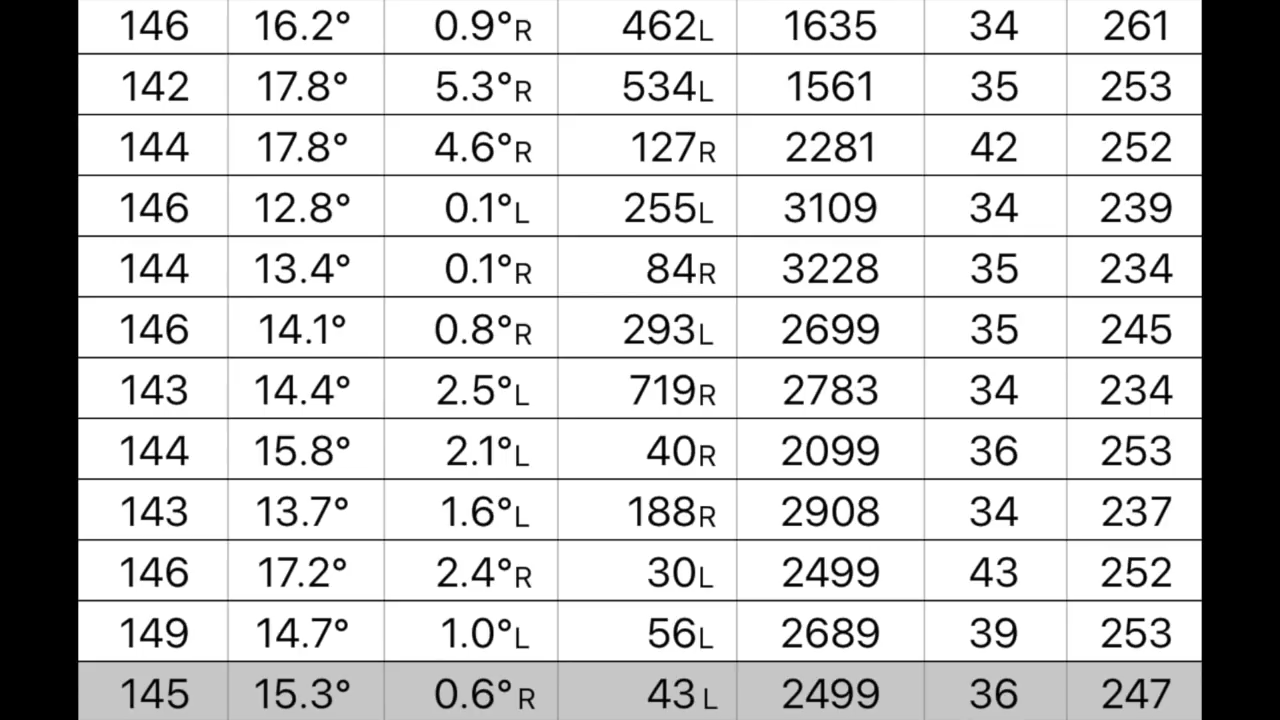 146 16.2° 0.9°R 462L 1635 34 261
142 17.8° 5.3°R 534L 1561 35 253
144 17.8° 4.6°R 127R 2281 42 252
146 12.8° 0.1°L 255L 3109 34 239
144 13.4° 0.1°R 84R 3228 35 234
146 14.1° 0.8°R 293L 2699 35 245
143 14.4° 2.5°L 719R 2783 34 234
144 15.8° 2.1°L 40R 2099 36 253
143 13.7° 1.6°L 188R 2908 34 237
146 17.2° 2.4°R 30L 2499 43 252
149 14.7° 1.0°L 56L 2689 39 253
145 15.3° 0.6°R 43L 2499 36 247